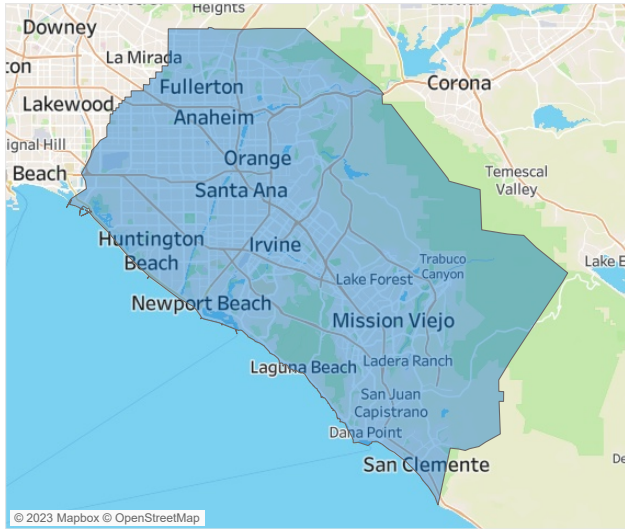 Heights
Downey
La Mirada
ton
Fullerton
Corona
Lakewood
Anaheim
ignal Hill
Orange
Beach
Temescal
Valley
Santa Ana
Huntington
Beach
Irvine
Trabuco
Canyon
Lake E
Lake Forest
Newport Beach
Mission Viejo
Laguna Beach
Ladera Ranch
San Juan
Capistrano
Dana Point
San Clemente
De
© 2023 Mapbox © OpenStreetMap